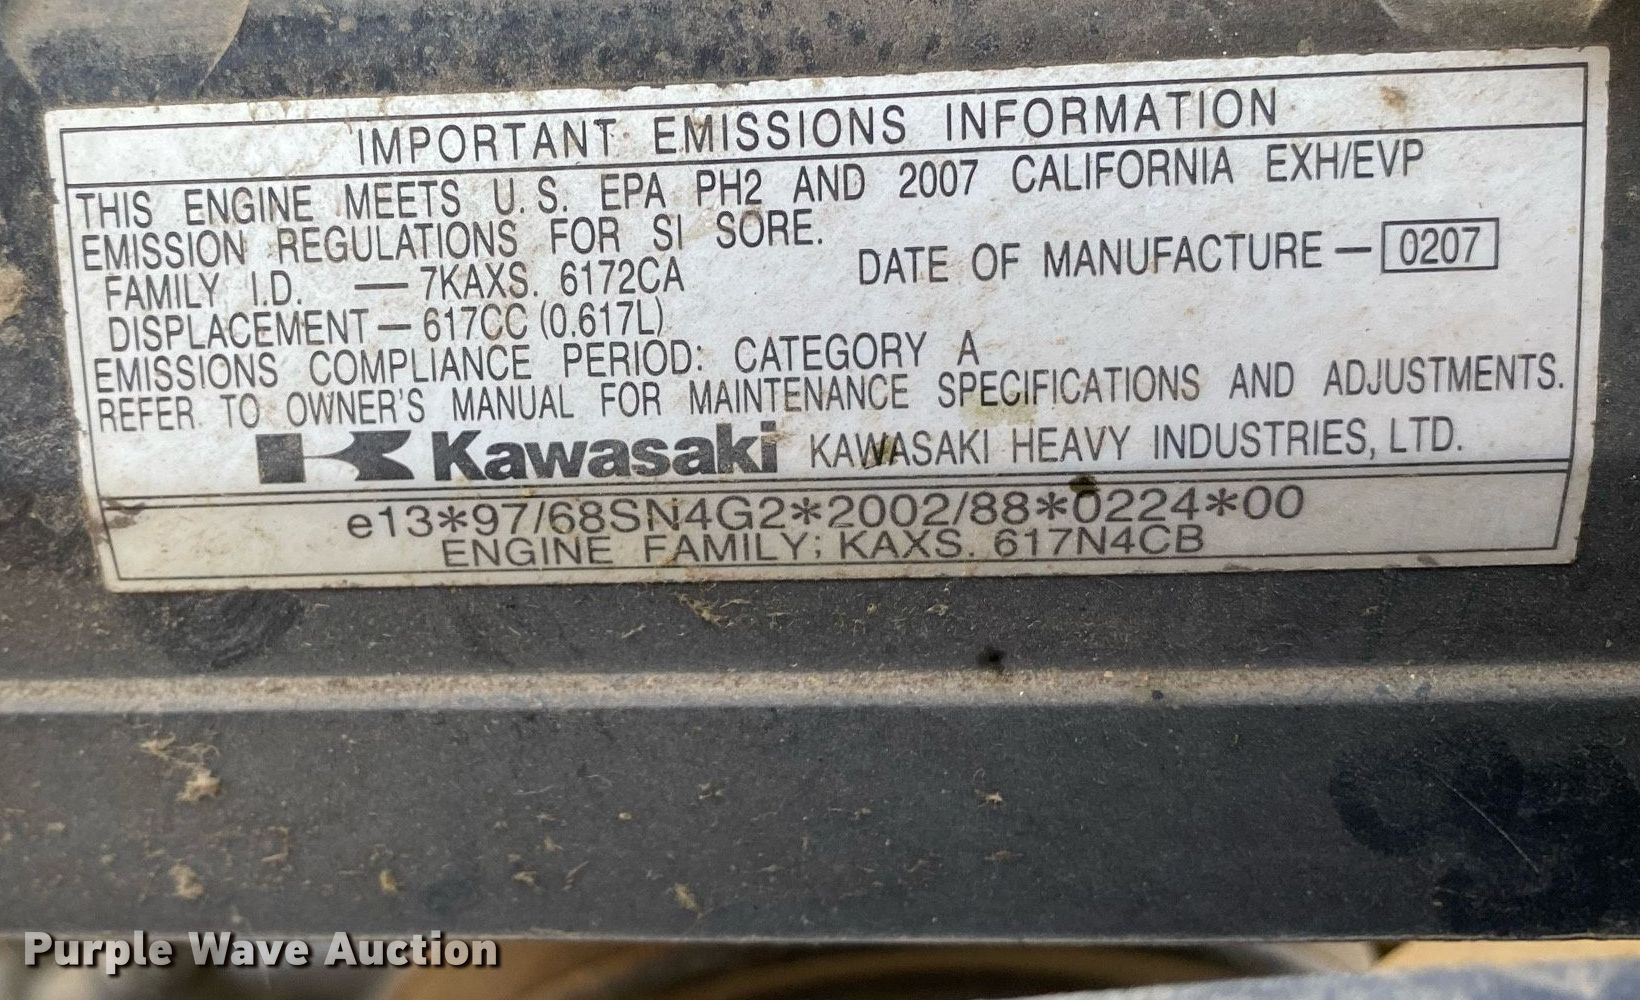 IMPORTANT EMISSIONS INFORMATION
THIS ENGINE MEETS U.S. EPA PH2 AND 2007 CALIFORNIA EXH/EVP
EMISSION REGULATIONS FOR SI SORE.
FAMILY I.D. — 7KAXS. 6172CA
DATE OF MANUFACTURE — 0207
DISPLACEMENT — 617CC (0.617L)
EMISSIONS COMPLIANCE PERIOD: CATEGORY A
REFER TO OWNER'S MANUAL FOR MAINTENANCE SPECIFICATIONS AND ADJUSTMENTS.
Kawasaki KAWASAKI HEAVY INDUSTRIES, LTD.
e13*97/68SN4G2*2002/88*0224*00
ENGINE FAMILY; KAXS. 617N4CB
Purple Wave Auction